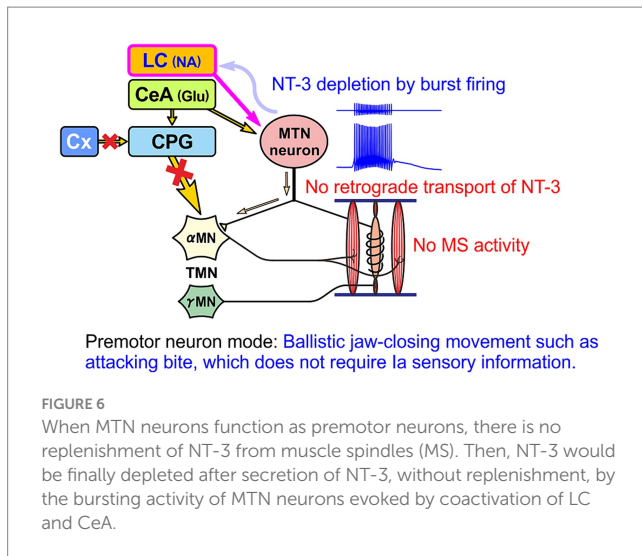 LC (NA)
NT-3 depletion by burst firing
CeA (Glu)
MTN
neuron
Cx
CPG
No retrograde transport of NT-3
αMN
No MS activity
TMN
γMN
Premotor neuron mode: Ballistic jaw-closing movement such as
attacking bite, which does not require Ia sensory information.
FIGURE 6
When MTN neurons function as premotor neurons, there is no
replenishment of NT-3 from muscle spindles (MS). Then, NT-3 would
be finally depleted after secretion of NT-3, without replenishment, by
the bursting activity of MTN neurons evoked by coactivation of LC
and CeA.